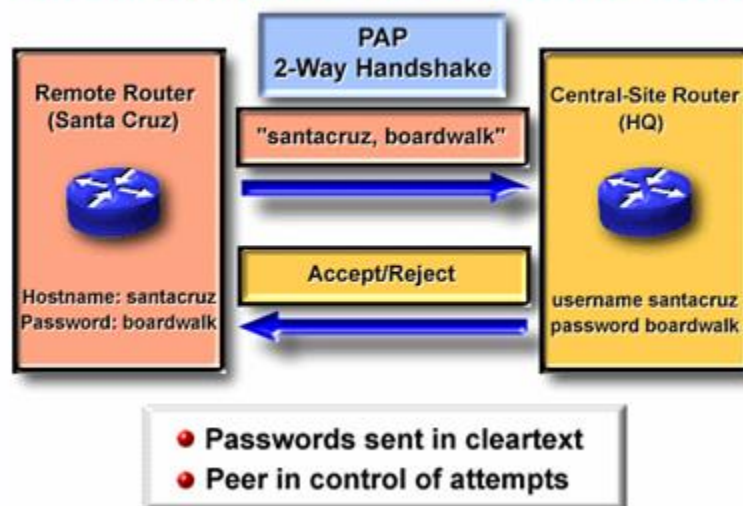 PAP
2-Way Handshake
Remote Router
(Santa Cruz)
"santacruz, boardwalk"
Central-Site Router
(HQ)
Accept/Reject
Hostname: santacruz
Password: boardwalk
username santacruz
password boardwalk
Passwords sent in cleartext
Peer in control of attempts